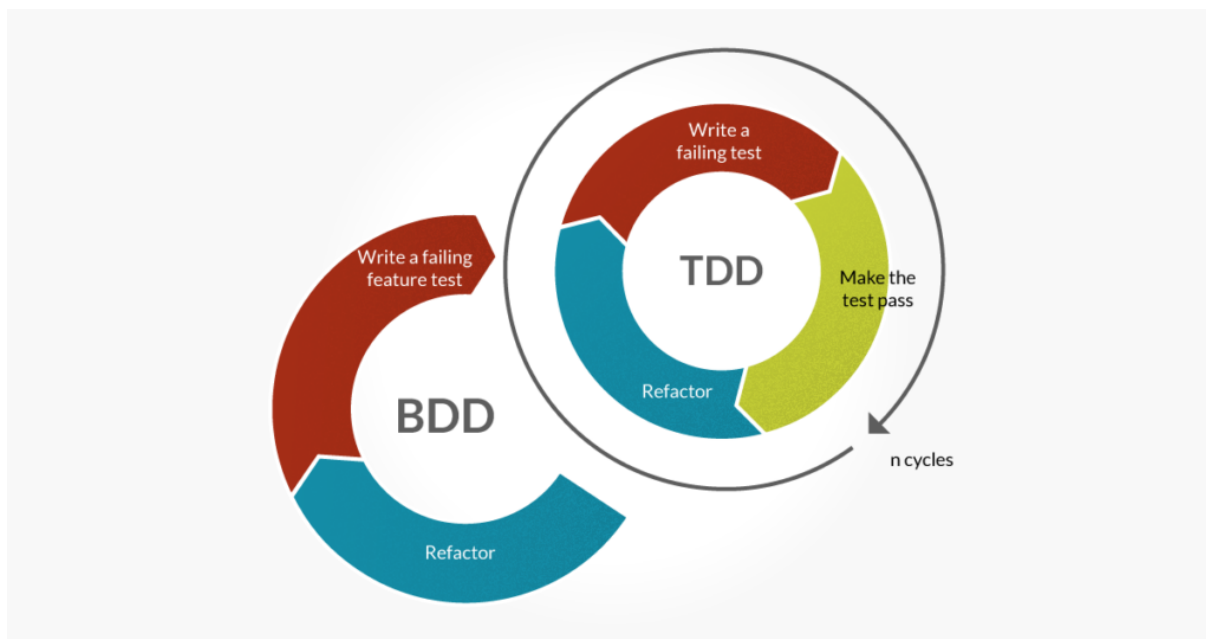 Write a
failing test
TDD
Make the
test pass
Refactor
n cycles
Write a failing
feature test
BDD
Refactor